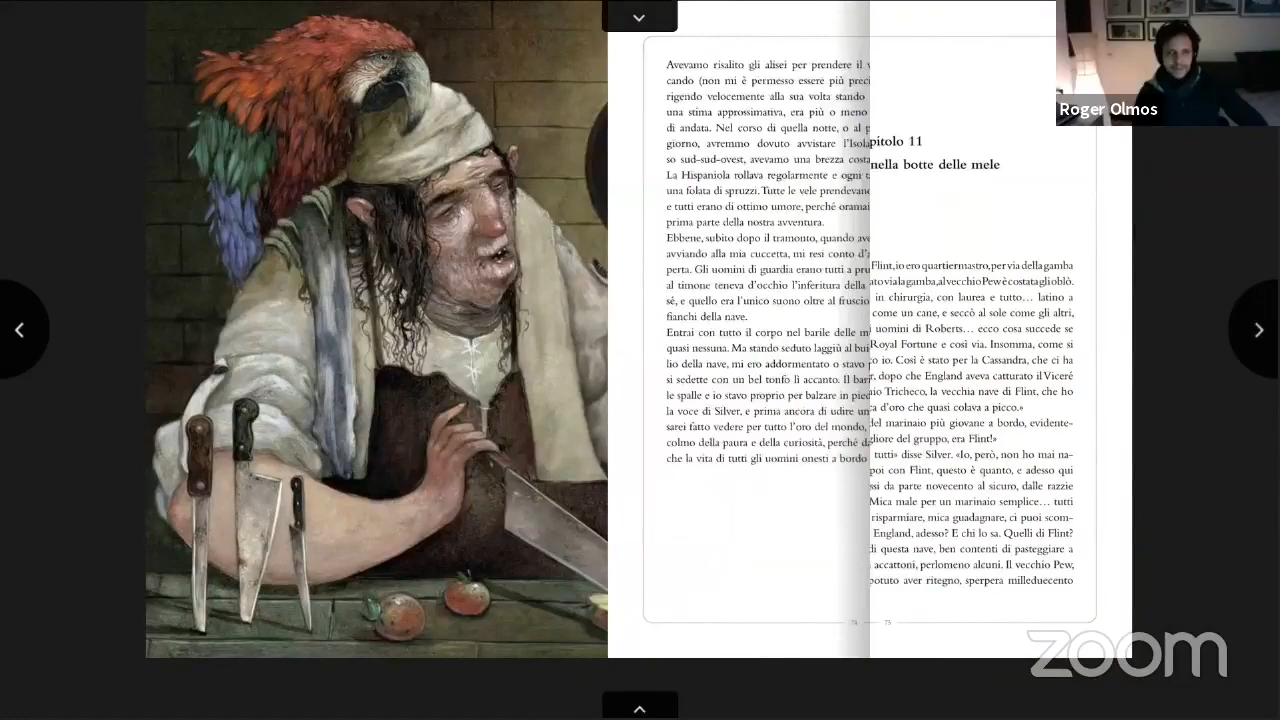 Avevamo risalito gli alisei per prendere il
cando (non mi è permesso essere più
rigendo velocemente alla sua volta stando
una stima approssimativa, era più o meno
di andata. Nel corso di quella notte, o al
giorno, avremmo dovuto avvistare l'Isola
so sud-sud-ovest, avevamo una brezza
La Hispaniola rollava regolarmente e ogni
una folata di spruzzi. Tutte le vele prendevano
e tutti erano di ottimo umore, perché oramai
prima parte della nostra avventura.
Ebbene, subito dopo il tramonto, quando
avviando alla mia cuccetta, mi resi conto
perta. Gli uomini di guardia erano tutti a
al timone teneva d'occhio l'inferitura della
sé, e quello era l'unico suono oltre al fruscio
fianchi della nave.
Entrai con tutto il corpo nel barile delle
quasi nessuna. Ma stando seduto laggiù al
lio della nave, mi ero addormentato o stavo
si sedette con un bel tonfo lì accanto. Il
le spalle e io stavo proprio per balzare in
la voce di Silver, e prima ancora di udire
sarei fatto vedere per tutto l'oro del mondo,
colmo della paura e della curiosità, perché
che la vita di tutti gli uomini onesti a bordo
74
pitolo 11
nella botte delle mele
Flint, io ero quartiermastro, per via della gamba
ato via la gamba, al vecchio Pew è costata gli oblò.
in chirurgia, con laurea e tutto… latino a
come un cane, e seccò al sole come gli altri,
uomini di Roberts… ecco cosa succede se
Royal Fortune e così via. Insomma, come si
io. Così è stato per la Cassandra, che ci ha
dopo che England aveva catturato il Viceré
Tricheco, la vecchia nave di Flint, che ho
d'oro che quasi colava a picco.»
del marinaio più giovane a bordo, evidente-
gliore del gruppo, era Flint!»
tutti» disse Silver. «Io, però, non ho mai na-
poi con Flint, questo è quanto, e adesso qui
ssi da parte novecento al sicuro, dalle razzie
Mica male per un marinaio semplice… tutti
risparmiare, mica guadagnare, ci puoi scom-
England, adesso? E chi lo sa. Quelli di Flint?
di questa nave, ben contenti di pasteggiare a
accattoni, perlomeno alcuni. Il vecchio Pew,
potuto aver ritegno, sperpera milleduecento
75
Roger Olmos
zoom